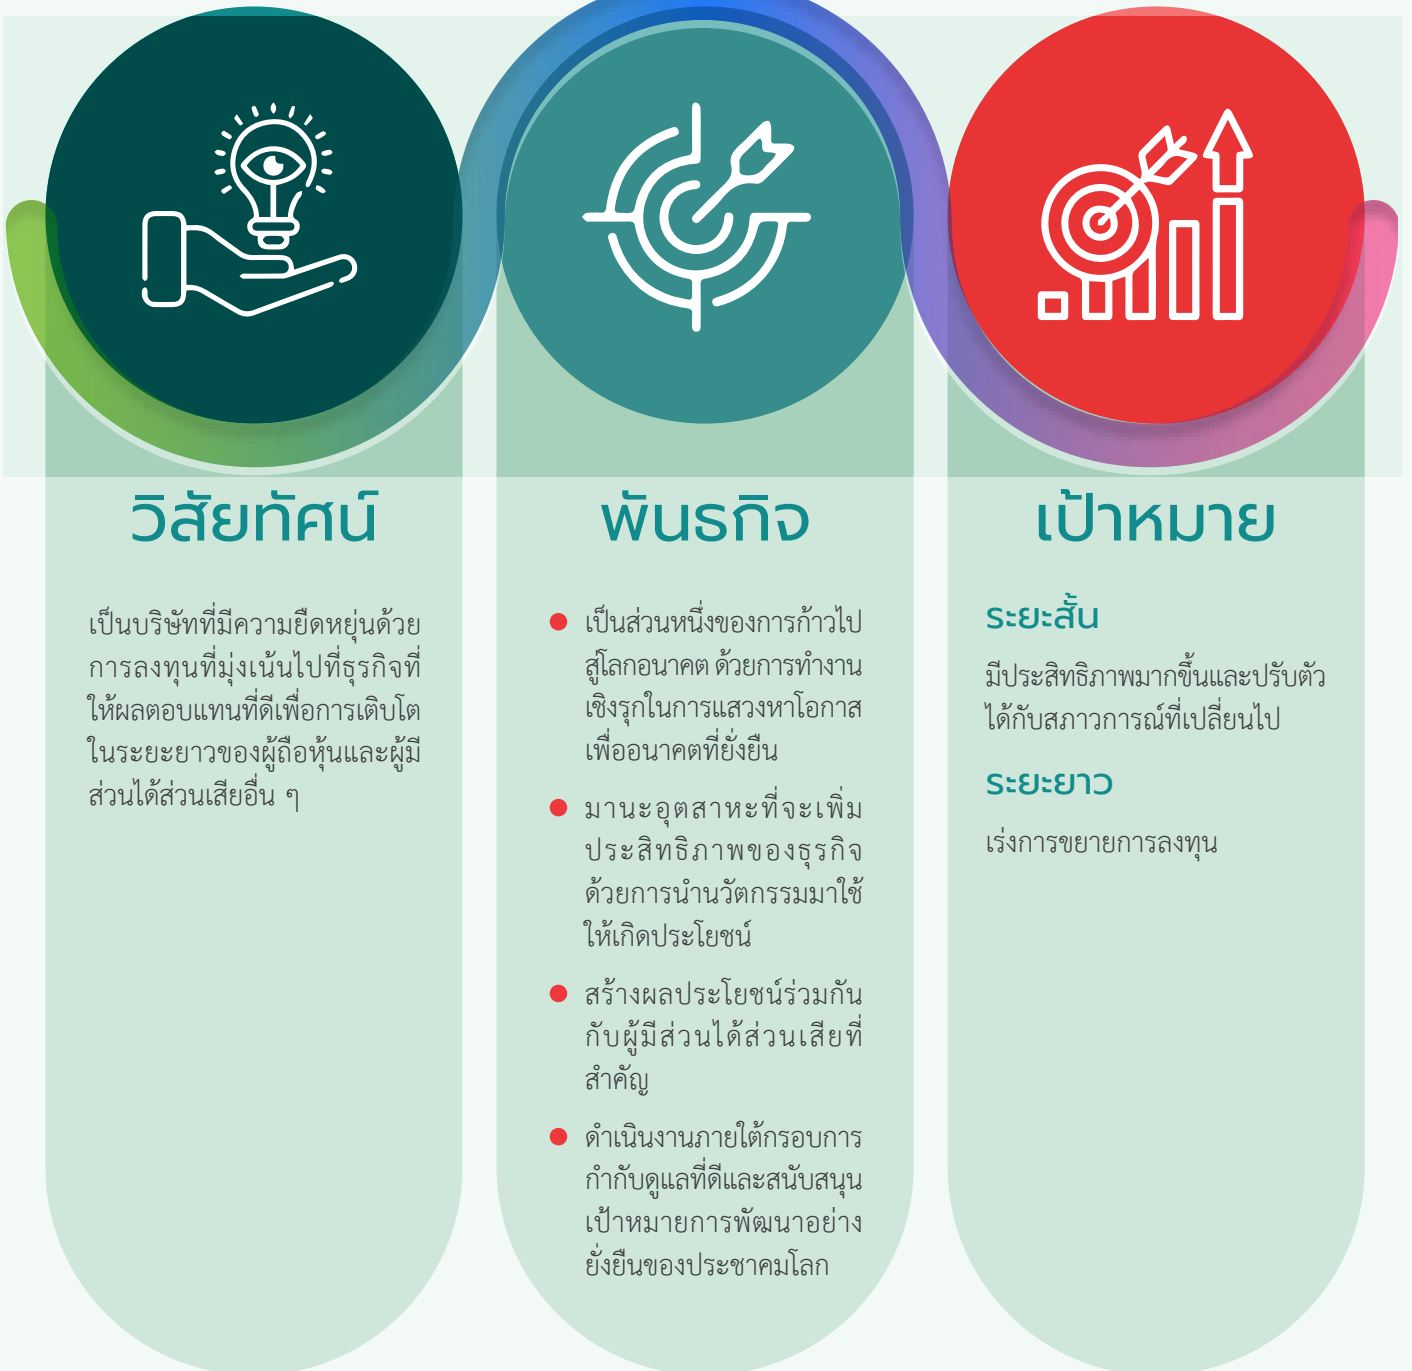 วิสัยทัศน์
เป็นบริษัทที่มีความยืดหยุ่นด้วย
การลงทุนที่มุ่งเน้นไปที่ธุรกิจที่
ให้ผลตอบแทนที่ดีเพื่อการเติบโต
ในระยะยาวของผู้ถือหุ้นและผู้มี
ส่วนได้ส่วนเสียอื่น ๆ
พันธกิจ
เป็นส่วนหนึ่งของการก้าวไป
สู่โลกอนาคต ด้วยการทำงาน
เชิงรุกในการแสวงหาโอกาส
เพื่ออนาคตที่ยั่งยืน
มานะอุตสาหะที่จะเพิ่ม
ประสิทธิภาพของธุรกิจ
ด้วยการนำนวัตกรรมมาใช้
ให้เกิดประโยชน์
สร้างผลประโยชน์ร่วมกัน
กับผู้มีส่วนได้ส่วนเสียที่
สำคัญ
ดำเนินงานภายใต้กรอบการ
กำกับดูแลที่ดีและสนับสนุน
เป้าหมายการพัฒนาอย่าง
ยั่งยืนของประชาคมโลก
เป้าหมาย
ระยะสั้น
มีประสิทธิภาพมากขึ้นและปรับตัว
ได้กับสภาวการณ์ที่เปลี่ยนไป
ระยะยาว
เร่งการขยายการลงทุน